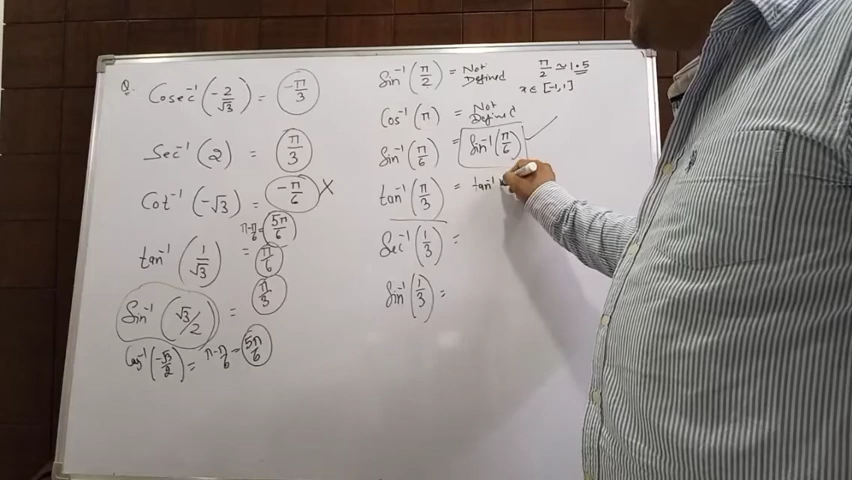 Q. Cosec⁻¹(-2/√3) = -π/3
Sec⁻¹(2) = π/3
Cot⁻¹(-√3) = -π/6 X
π-π/6 = 5π/6
tan⁻¹(1/√3) = π/6
Sin⁻¹(√3/2) = π/3
Cos⁻¹(-√3/2) = π-π/6 = 5π/6
Sin⁻¹(π/2) = Not Defined
π/2 ≃ 1.5
x ∈ [-1,1]
Cos⁻¹(π) = Not Defined
Sin⁻¹(π/6) = Sin⁻¹(π/6) ✓
tan⁻¹(π/3) = tan⁻¹
Sec⁻¹(1/3) =
Sin⁻¹(1/3) =